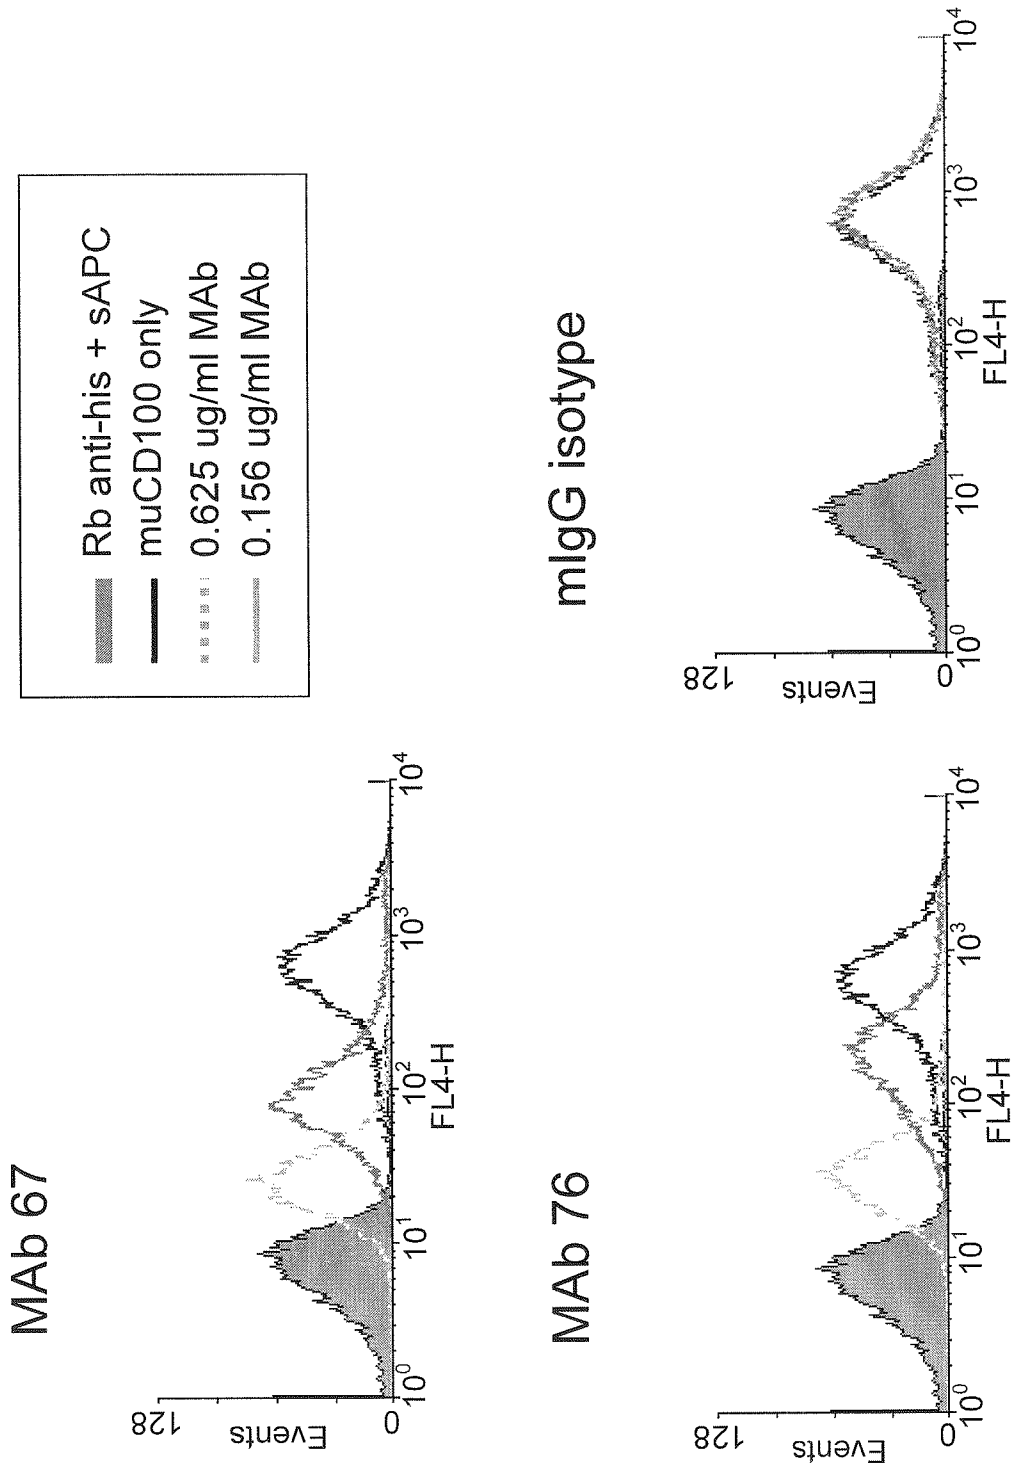 MAb 67
128
Events
0
10^0
10^1
10^2
10^3
10^4
FL4-H
Rb anti-his + sAPC
muCD100 only
0.625 ug/ml MAb
0.156 ug/ml MAb
MAb 76
128
Events
0
10^0
10^1
10^2
10^3
10^4
FL4-H
mIgG isotype
128
Events
0
10^0
10^1
10^2
10^3
10^4
FL4-H